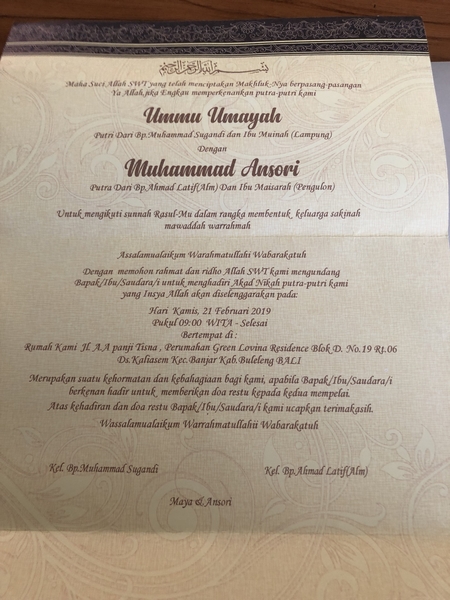 بسم الله الرحمن الرحيم
Maha Suci Allah SWT yang telah menciptakan Makhluk-Nya berpasang-pasangan
Ya Allah,jika Engkau memperkenankan putra-putri kami
Ummu Umayah
Putri Dari Bp.Muhammad Sugandi dan Ibu Muinah (Lampung)
Dengan
Muhammad Ansori
Putra Dari Bp.Ahmad Latif(Alm) Dan Ibu Maisarah (Pengulon)
Untuk mengikuti sunnah Rasul-Mu dalam rangka membentuk keluarga sakinah
mawaddah warrahmah
Assalamualaikum Warahmatullahi Wabarakatuh
Dengan memohon rahmat dan ridho Allah SWT kami mengundang
Bapak/Ibu/Saudara/i untuk menghadiri Akad Nikah putra-putri kami
yang Insya Allah akan diselenggarakan pada:
Hari Kamis, 21 Februari 2019
Pukul 09:00 WITA - Selesai
Bertempat di :
Rumah Kami Jl. A.A panji Tisna , Perumahan Green Lovina Residence Blok D. No.19 Rt.06
Ds.Kaliasem Kec.Banjar Kab.Buleleng BALI
Merupakan suatu kehormatan dan kebahagiaan bagi kami, apabila Bapak/Ibu/Saudara/i
berkenan hadir untuk memberikan doa restu kepada kedua mempelai.
Atas kehadiran dan doa restu Bapak/Ibu/Saudara/i kami ucapkan terimakasih.
Wassalamualaikum Warrahmatullahii Wabarakatuh
Kel. Bp.Muhammad Sugandi
Kel. Bp.Ahmad Latif(Alm)
Maya & Ansori